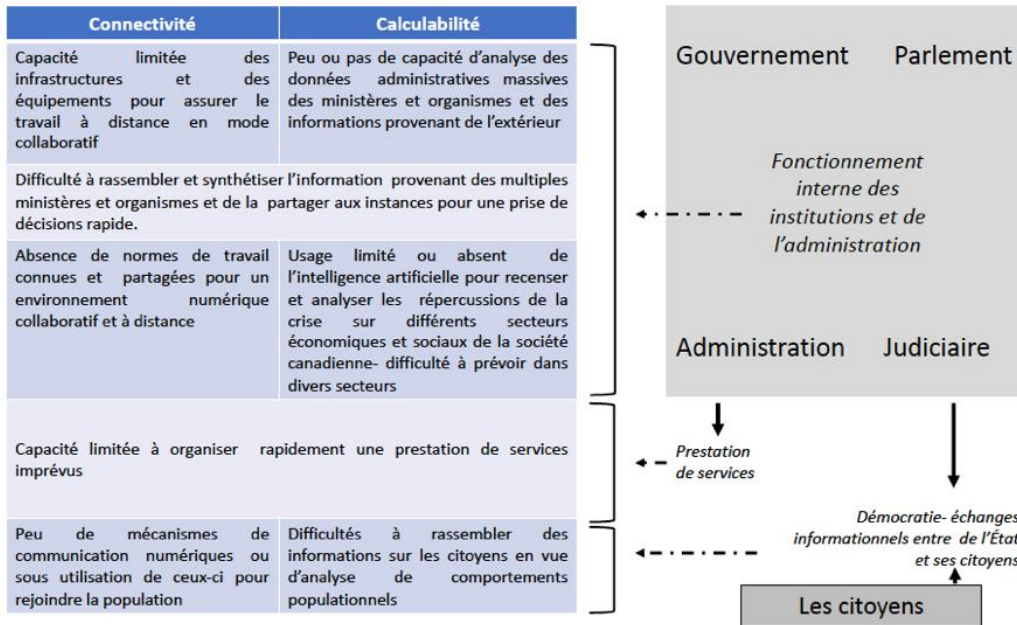 Connectivité
Calculabilité
Capacité limitée des
infrastructures et des
équipements pour assurer le
travail à distance en mode
collaboratif
Peu ou pas de capacité d'analyse des
données administratives massives
des ministères et organismes et des
informations provenant de l'extérieur
Difficulté à rassembler et synthétiser l'information provenant des multiples
ministères et organismes et de la partager aux instances pour une prise de
décisions rapide.
Absence de normes de travail
connues et partagées pour un
environnement numérique
collaboratif et à distance
Usage limité ou absent de
l'intelligence artificielle pour recenser
et analyser les répercussions de la
crise sur différents secteurs
économiques et sociaux de la société
canadienne- difficulté à prévoir dans
divers secteurs
Capacité limitée à organiser rapidement une prestation de services
imprévus
Peu de mécanismes de
communication numériques ou
sous utilisation de ceux-ci pour
rejoindre la population
Difficultés à rassembler des
informations sur les citoyens en vue
d'analyse de comportements
populationnels
Gouvernement Parlement
Fonctionnement
interne des
institutions et de
l'administration
Administration Judiciaire
Prestation
de services
Démocratie- échanges
informationnels entre de l'État
et ses citoyens
Les citoyens